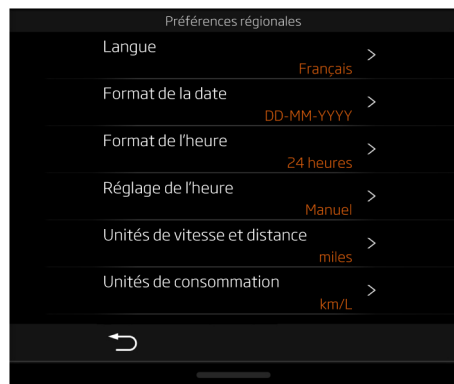 Préférences régionales
Langue
Français
Format de la date
DD-MM-YYYY
Format de l'heure
24 heures
Réglage de l'heure
Manuel
Unités de vitesse et distance
miles
Unités de consommation
km/L